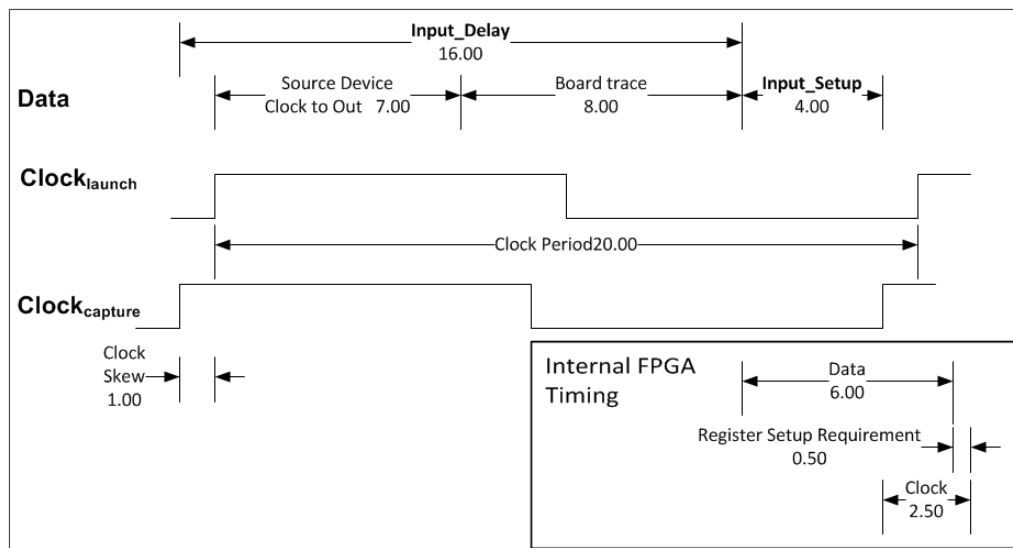 Input_Delay
16.00
Data
Source Device
Clock to Out 7.00
Board trace
8.00
Input_Setup
4.00
Clocklaunch
Clock Period20.00
Clockcapture
Clock
Skew
1.00
Internal FPGA
Timing
Data
6.00
Register Setup Requirement
0.50
Clock
2.50